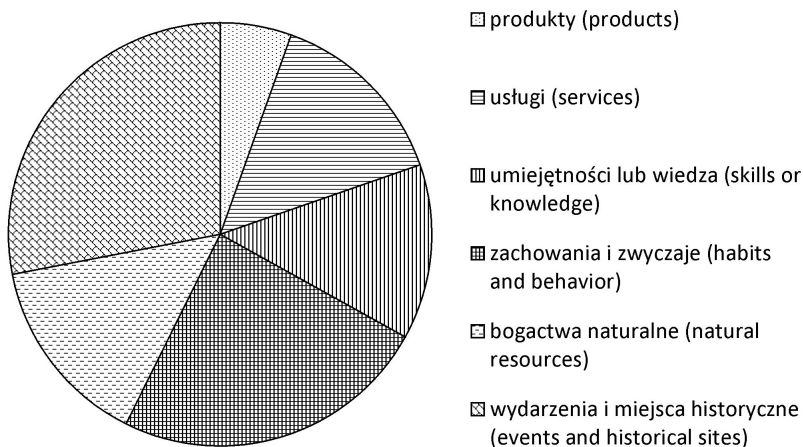 produkty (products)
usługi (services)
umiejętności lub wiedza (skills or
knowledge)
zachowania i zwyczaje (habits
and behavior)
bogactwa naturalne (natural
resources)
wydarzenia i miejsca historyczne
(events and historical sites)